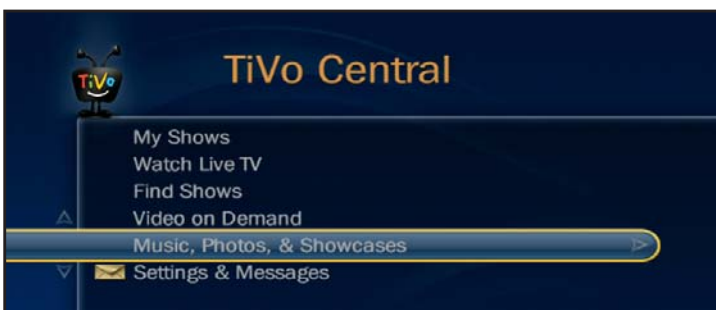 TiVo
TiVo Central
My Shows
Watch Live TV
Find Shows
Video on Demand
Music, Photos, & Showcases
Settings & Messages